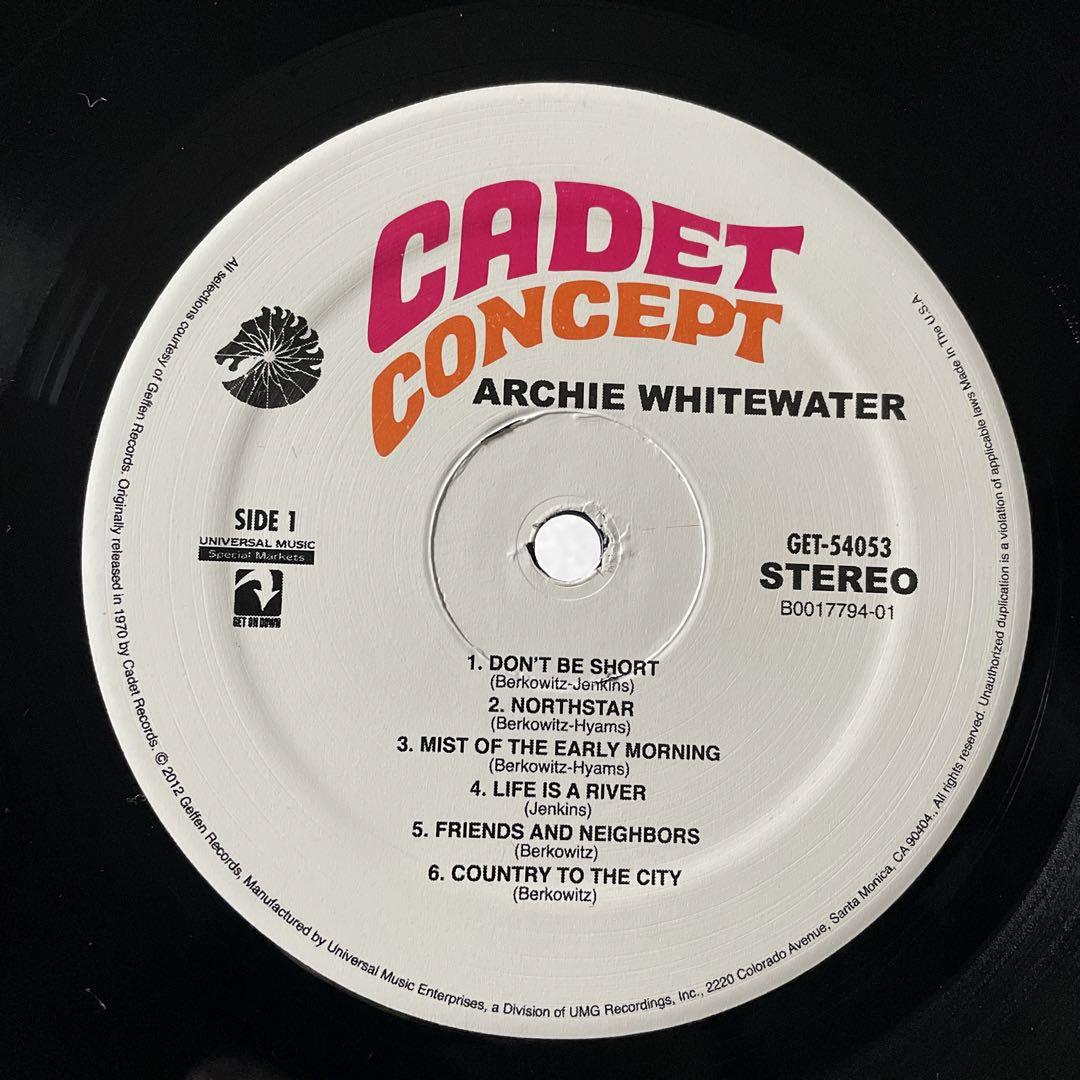 CADET
CONCEPT
ARCHIE WHITEWATER
SIDE 1
UNIVERSAL MUSIC
Special Markets
GET ON DOWN
GET-54053
STEREO
B0017794-01
1. DON'T BE SHORT
(Berkowitz-Jenkins)
2. NORTHSTAR
(Berkowitz-Hyams)
3. MIST OF THE EARLY MORNING
(Berkowitz-Hyams)
4. LIFE IS A RIVER
(Jenkins)
5. FRIENDS AND NEIGHBORS
(Berkowitz)
6. COUNTRY TO THE CITY
(Berkowitz)
All selections courtesy of Geffen Records. Originally released in 1970 by Cadet Records. © 2012 Geffen Records, Manufactured by Universal Music Enterprises, a Division of UMG Recordings, Inc., 2220 Colorado Avenue, Santa Monica, CA 90404., All rights reserved. Unauthorized duplication is a violation of applicable laws Made In The U.S.A.